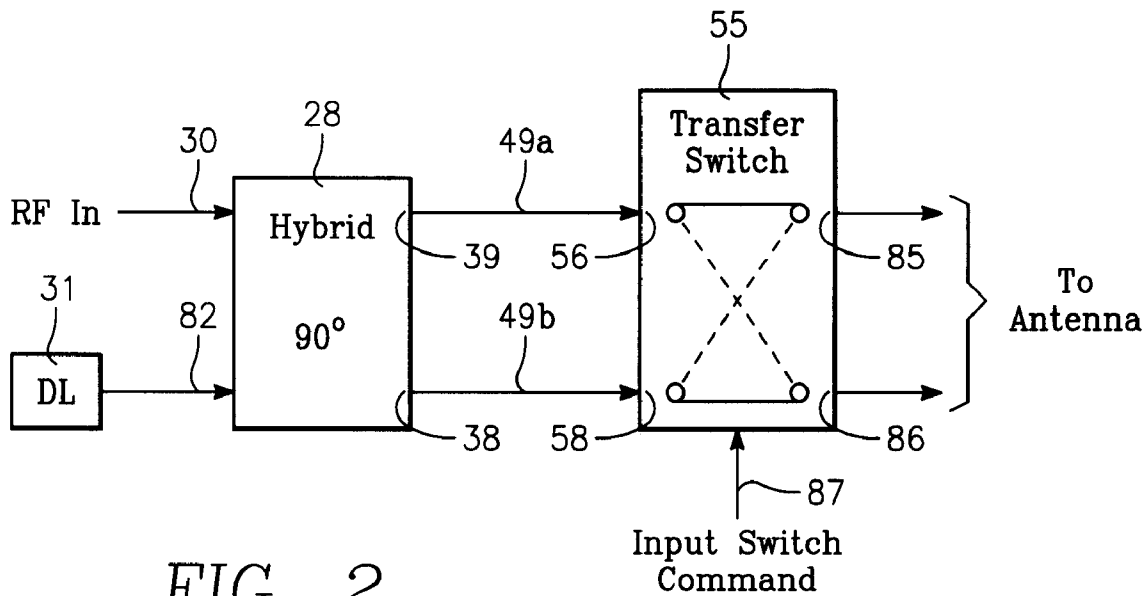 55
28
30
49a
Transfer
Switch
RF In
Hybrid
39
56
85
31
82
90°
49b
To
Antenna
DL
38
58
86
87
Input Switch
Command
FIG. 2